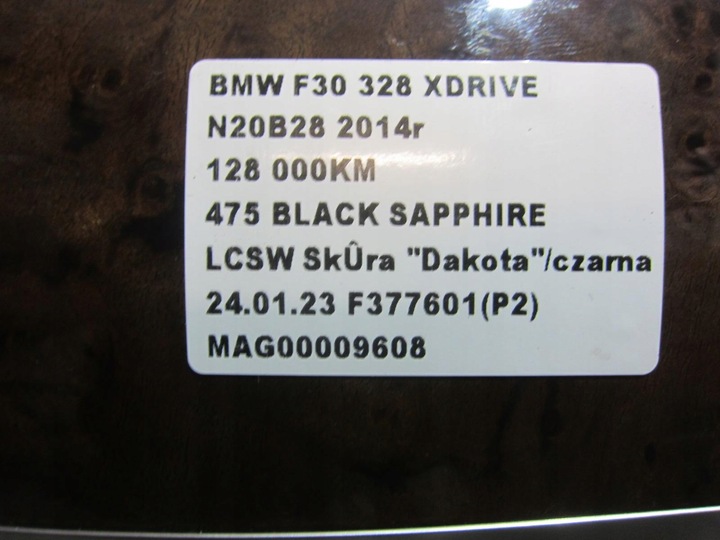 BMW F30 328 XDRIVE
N20B28 2014r
128 000KM
475 BLACK SAPPHIRE
LCSW SkÛra "Dakota"/czarna
24.01.23 F377601(P2)
MAG00009608